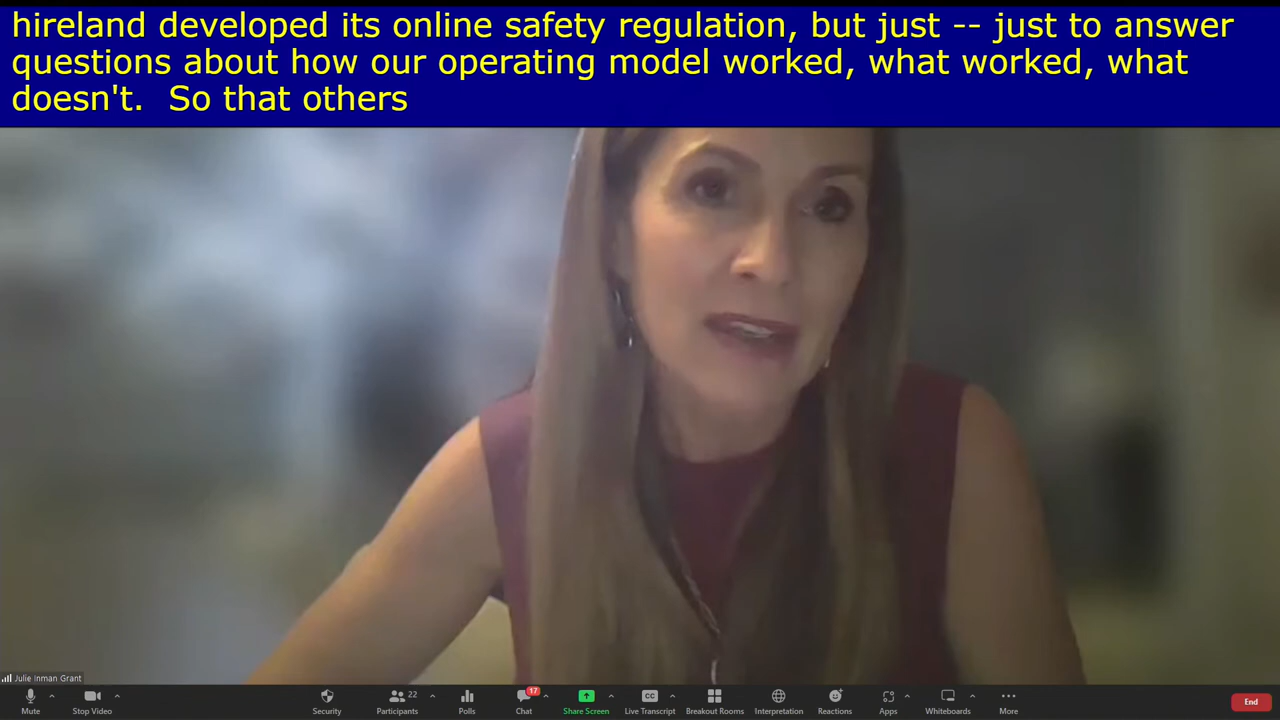 hireland developed its online safety regulation, but just -- just to answer
questions about how our operating model worked, what worked, what
doesn't.  So that others
Julie Inman Grant
22
17
Mute
Stop Video
Security
Participants
Polls
Chat
Share Screen
CC
Live Transcript
Breakout Rooms
Interpretation
Reactions
Apps
Whiteboards
More
End